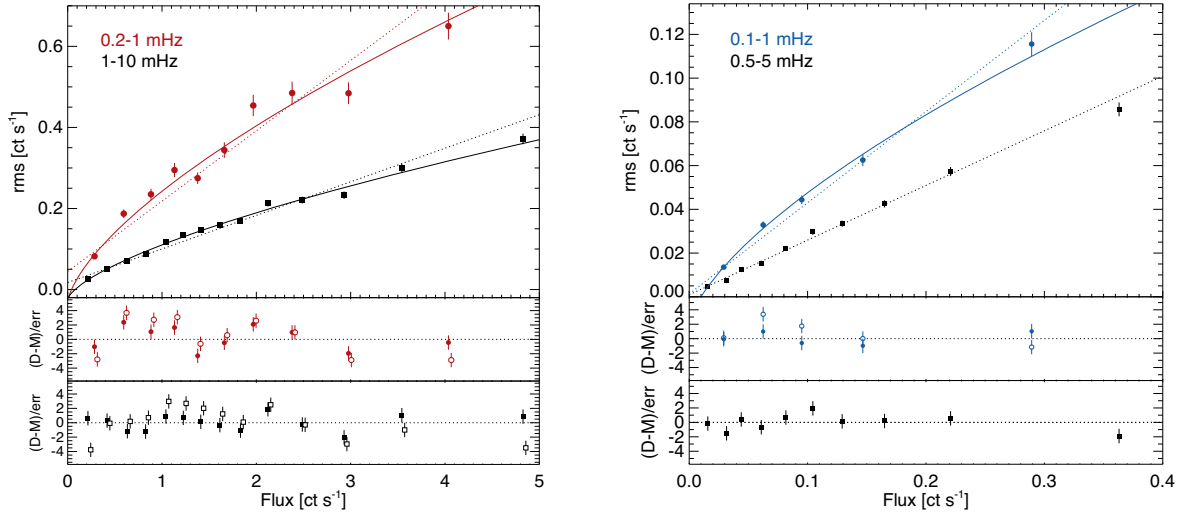 0.2-1 mHz
1-10 mHz
rms [ct s⁻¹]
0.6
0.4
0.2
0.0
(D-M)/err
4
2
0
-2
-4
(D-M)/err
4
2
0
-2
-4
0 1 2 3 4 5
Flux [ct s⁻¹]
0.1-1 mHz
0.5-5 mHz
rms [ct s⁻¹]
0.12
0.10
0.08
0.06
0.04
0.02
0.00
(D-M)/err
4
2
0
-2
-4
(D-M)/err
4
2
0
-2
-4
0.0 0.1 0.2 0.3 0.4
Flux [ct s⁻¹]